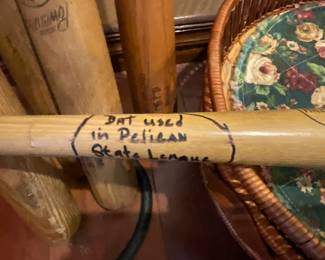 BAT used
in Pelican
State League